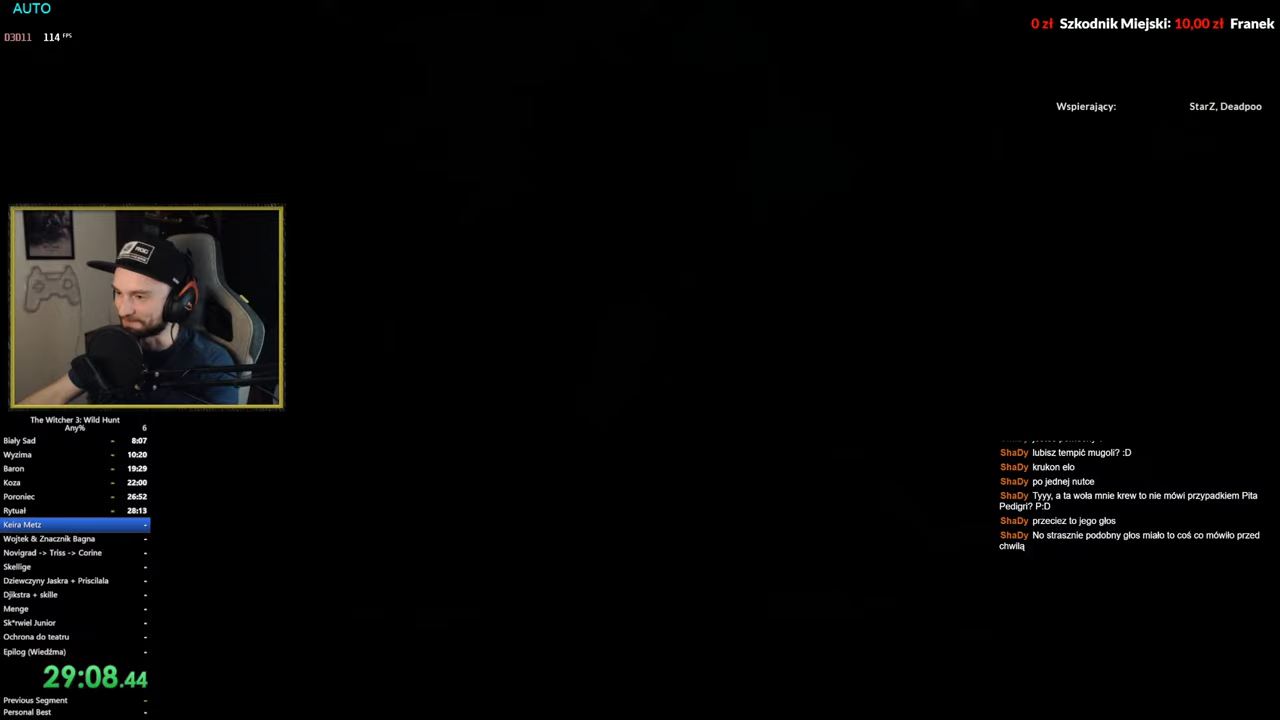 AUTO
D3D11 114 FPS
0 zł Szkodnik Miejski: 10,00 zł Franek
Wspierający: StarZ, Deadpoo
The Witcher 3: Wild Hunt
Any% 6
Biały Sad - 8:07
Wyzima - 10:20
Baron - 19:29
Koza - 22:00
Poroniec - 26:52
Rytuał - 28:13
Keira Metz -
Wojtek & Znacznik Bagna -
Novigrad -> Triss -> Corine -
Skellige -
Dziewczyny Jaskra + Priscilala -
Djikstra + skille -
Menge -
Sk*rwiel Junior -
Ochrona do teatru -
Epilog (Wiedźma) -
29:08.44
Previous Segment -
Personal Best -
ShaDy lubisz tempić mugoli? :D
ShaDy krukon elo
ShaDy po jednej nutce
ShaDy Tyyy, a ta woła mnie krew to nie mówi przypadkiem Pita
Pedigri? P:D
ShaDy przeciez to jego głos
ShaDy No strasznie podobny głos miało to coś co mówiło przed
chwilą